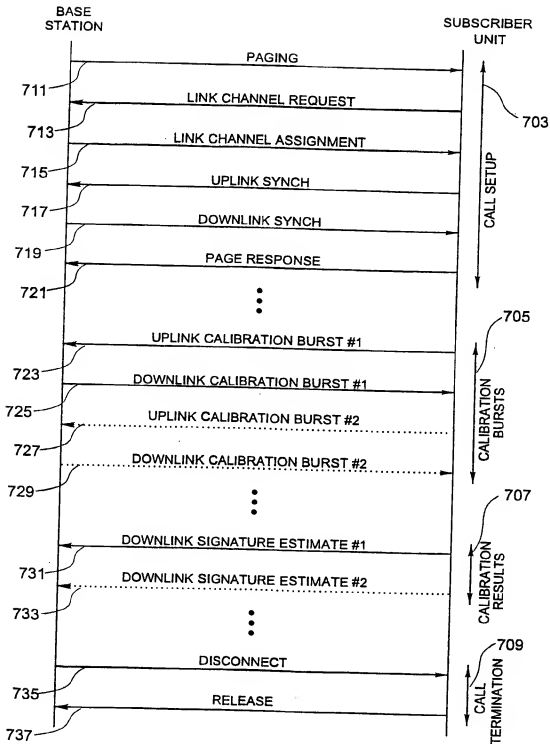 BASE
STATION
SUBSCRIBER
UNIT
PAGING
711
LINK CHANNEL REQUEST
713
703
LINK CHANNEL ASSIGNMENT
715
UPLINK SYNCH
717
CALL SETUP
DOWNLINK SYNCH
719
PAGE RESPONSE
721
705
UPLINK CALIBRATION BURST #1
723
DOWNLINK CALIBRATION BURST #1
725
UPLINK CALIBRATION BURST #2
727
CALIBRATION
BURSTS
DOWNLINK CALIBRATION BURST #2
729
707
DOWNLINK SIGNATURE ESTIMATE #1
731
CALIBRATION
RESULTS
DOWNLINK SIGNATURE ESTIMATE #2
733
709
DISCONNECT
735
CALL
TERMINATION
RELEASE
737